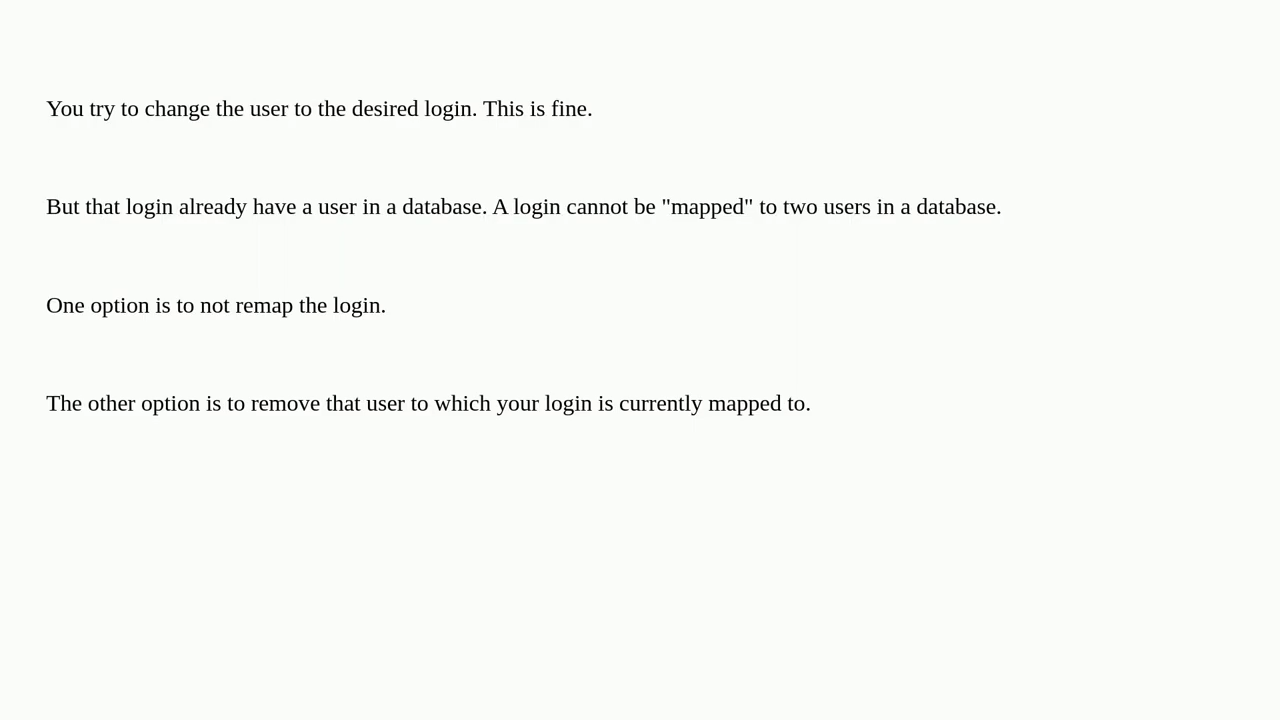 You try to change the user to the desired login. This is fine.
But that login already have a user in a database. A login cannot be "mapped" to two users in a database.
One option is to not remap the login.
The other option is to remove that user to which your login is currently mapped to.